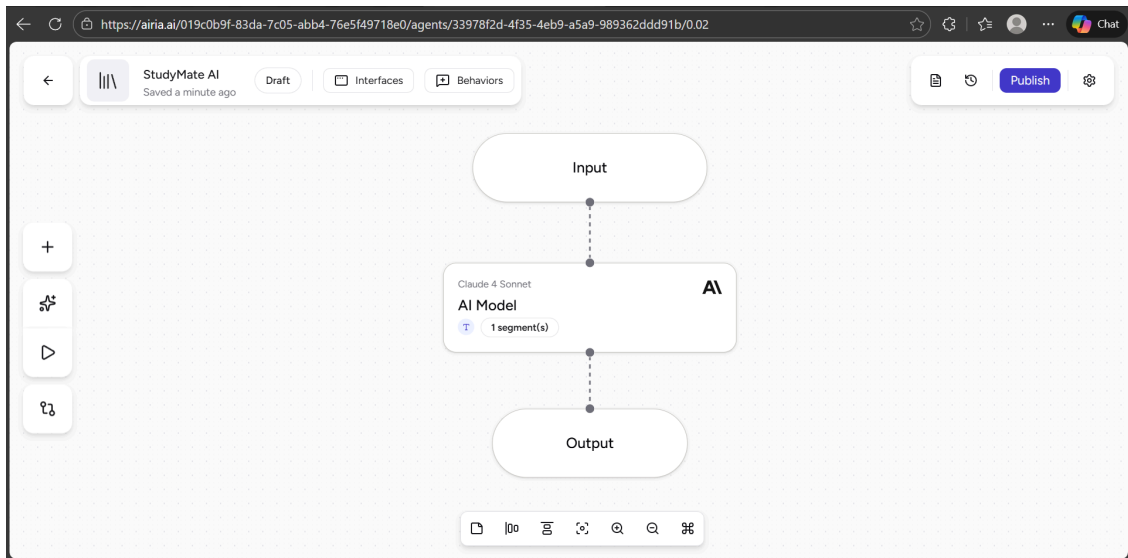 https://airia.ai/019c0b9f-83da-7c05-abb4-76e5f49718e0/agents/33978f2d-4f35-4eb9-a5a9-989362ddd91b/0.02
Chat
StudyMate AI
Saved a minute ago
Draft
Interfaces
Behaviors
Publish
Input
Claude 4 Sonnet
AI Model
T
1 segment(s)
Output